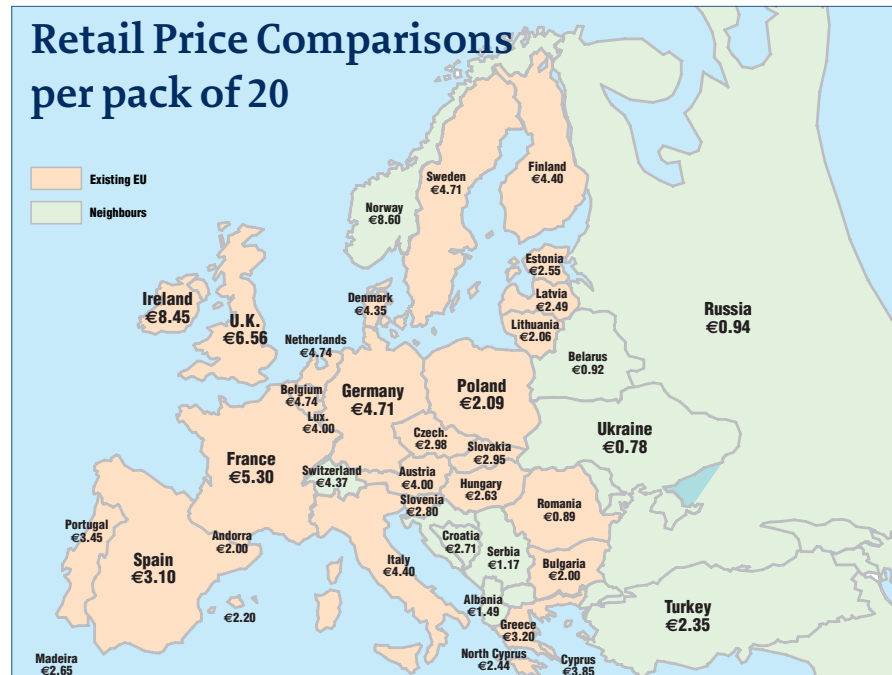 Retail Price Comparisons
per pack of 20
Existing EU
Neighbours
Finland
€4.40
Sweden
€4.71
Norway
€8.60
Estonia
€2.55
Latvia
€2.49
Lithuania
€2.06
Ireland
€8.45
U.K.
€6.56
Denmark
€4.35
Russia
€0.94
Netherlands
€4.74
Belarus
€0.92
Belgium
€4.74
Germany
€4.71
Poland
€2.09
Lux.
€4.00
Ukraine
€0.78
Czech.
€2.98
Slovakia
€2.95
France
€5.30
Switzerland
€4.37
Austria
€4.00
Hungary
€2.63
Slovenia
€2.80
Romania
€0.89
Portugal
€3.45
Andorra
€2.00
Croatia
€2.71
Serbia
€1.17
Spain
€3.10
Italy
€4.40
Bulgaria
€2.00
Albania
€1.49
€2.20
Turkey
€2.35
Greece
€3.20
Madeira
€2.65
North Cyprus
€2.44
Cyprus
€3.85